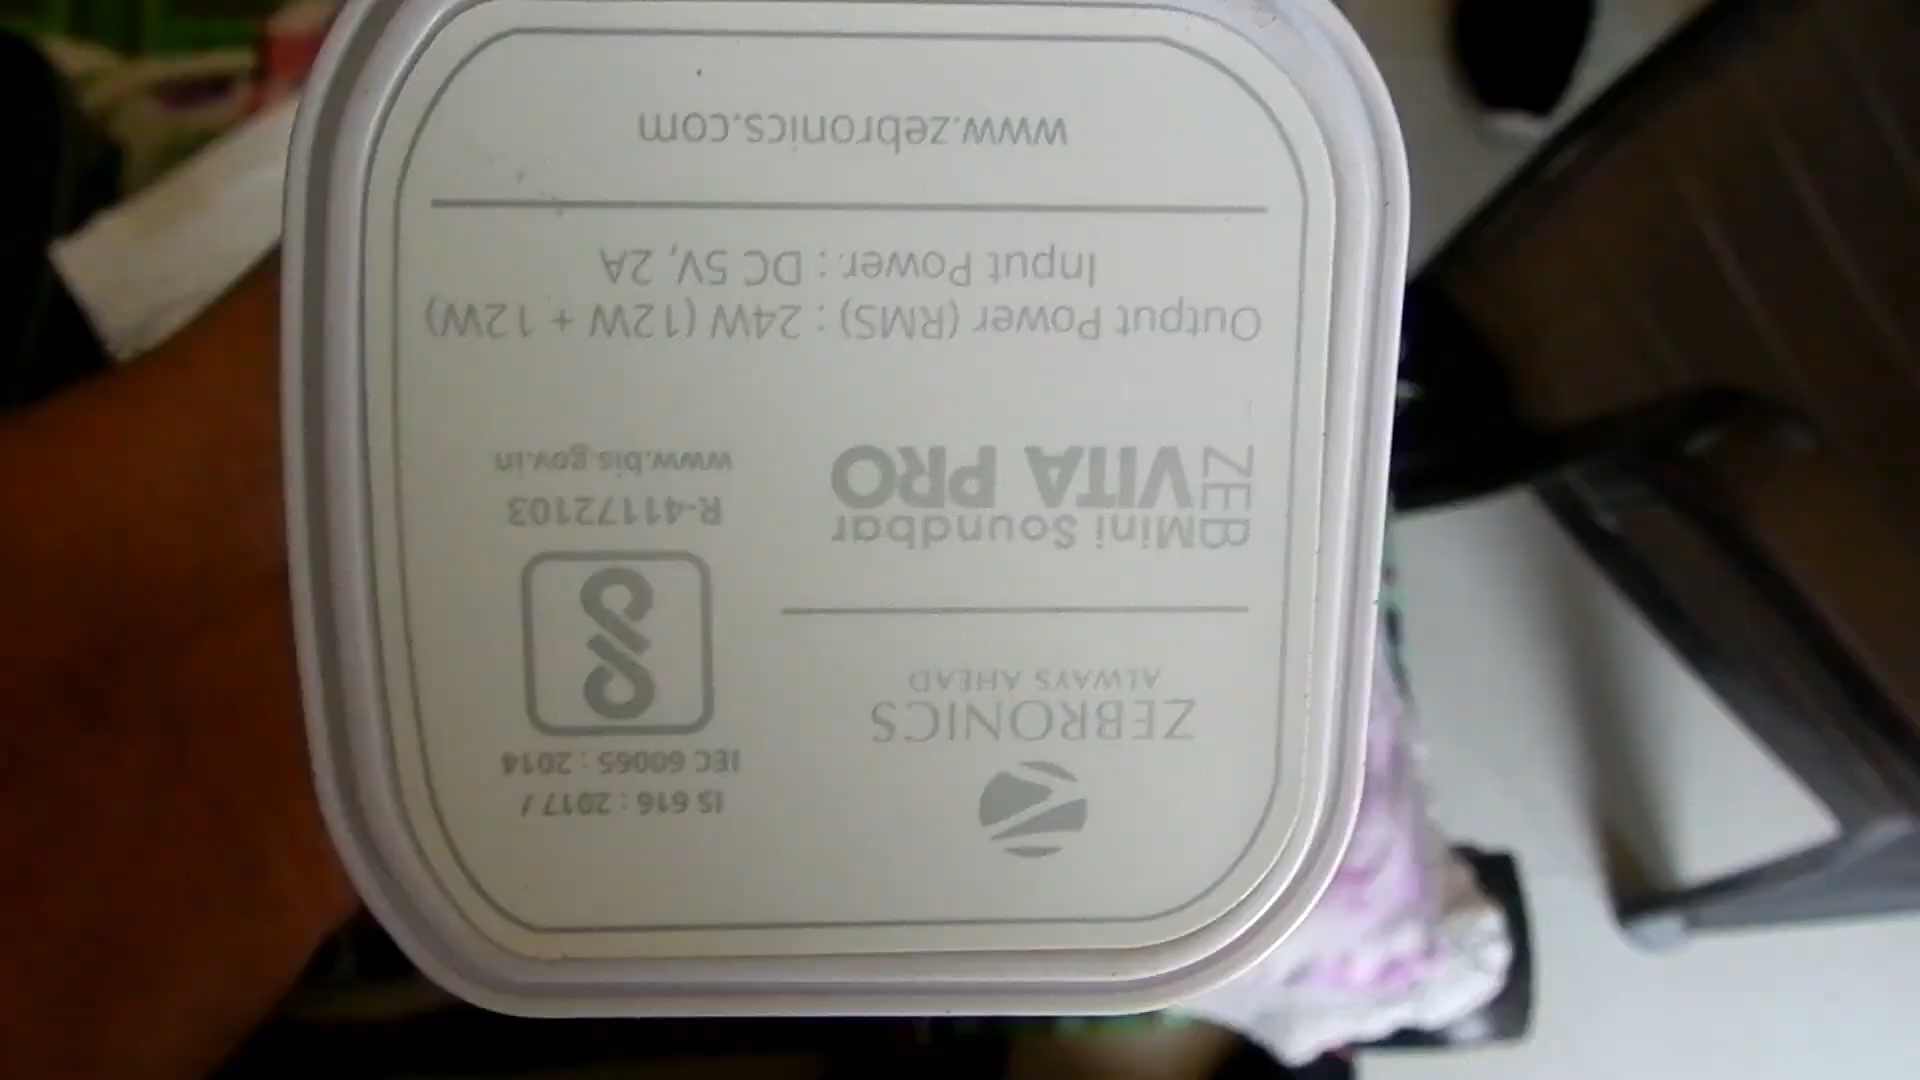 IS 616 : 2017 /
IEC 60065 : 2014
ZEBRONICS
ALWAYS AHEAD
R-41172103
www.bis.gov.in
ZEB
Mini Soundbar
VITA PRO
Output Power (RMS) : 24W (12W + 12W)
Input Power : DC 5V, 2A
www.zebronics.com